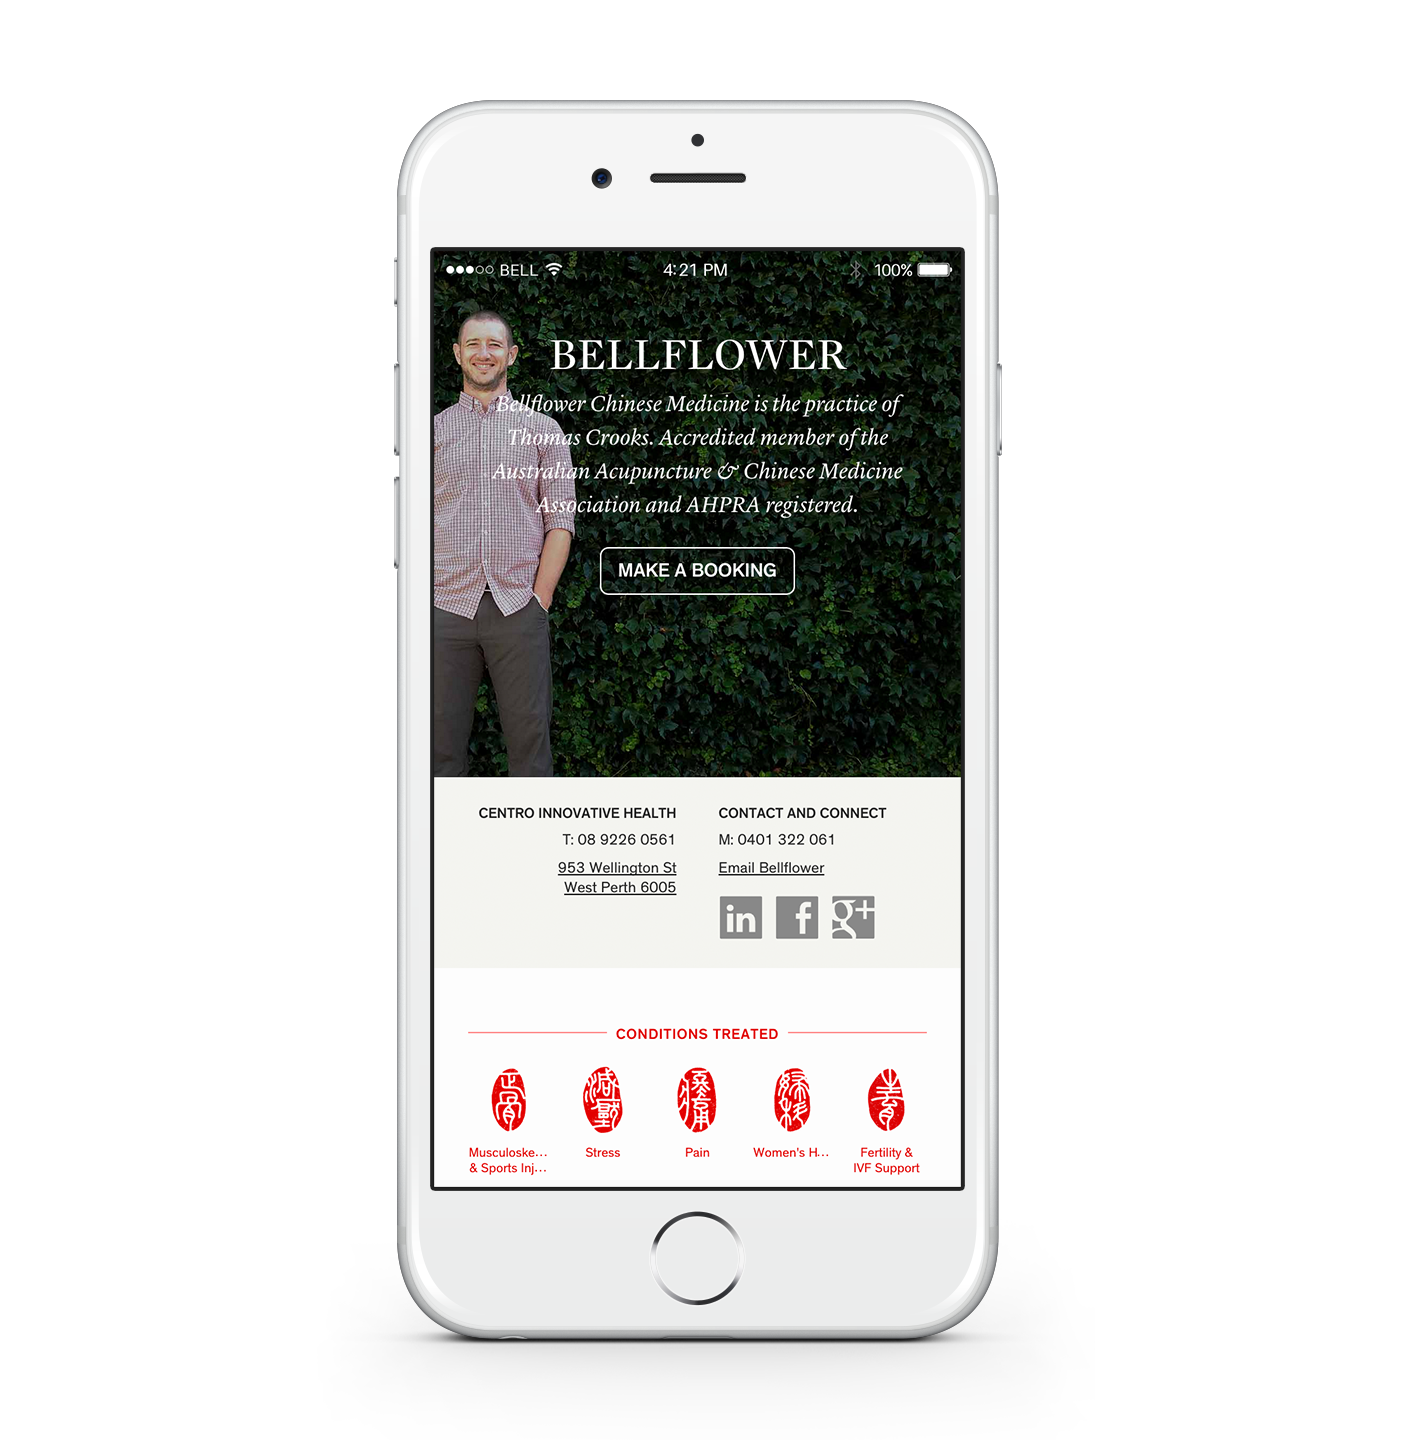 BELL 4:21 PM 100%
BELLFLOWER
Bellflower Chinese Medicine is the practice of
Thomas Crooks. Accredited member of the
Australian Acupuncture & Chinese Medicine
Association and AHPRA registered.
MAKE A BOOKING
CENTRO INNOVATIVE HEALTH
T: 08 9226 0561
953 Wellington St
West Perth 6005
CONTACT AND CONNECT
M: 0401 322 061
Email Bellflower
in f g+
CONDITIONS TREATED
Musculoske...
& Sports Inj...
Stress
Pain
Women's H...
Fertility &
IVF Support